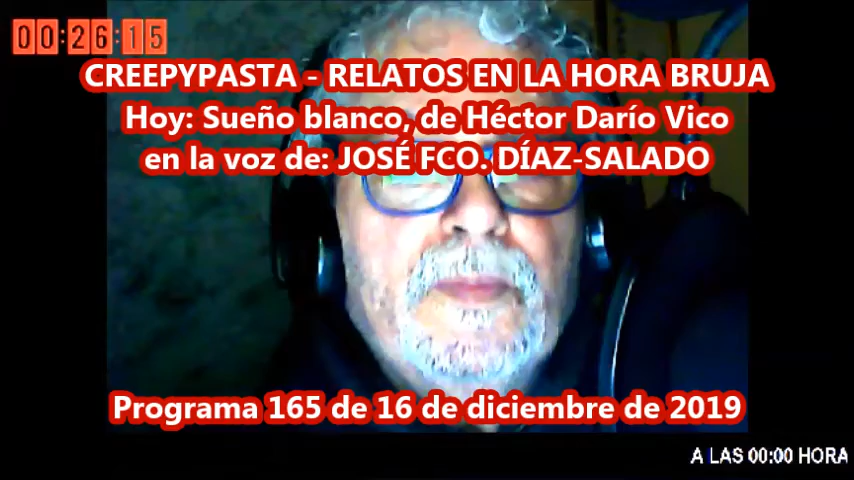 00:26:15
CREEPYPASTA - RELATOS EN LA HORA BRUJA
Hoy: Sueño blanco, de Héctor Darío Vico
en la voz de: JOSÉ FCO. DÍAZ-SALADO
Programa 165 de 16 de diciembre de 2019
A LAS 00:00 HORA